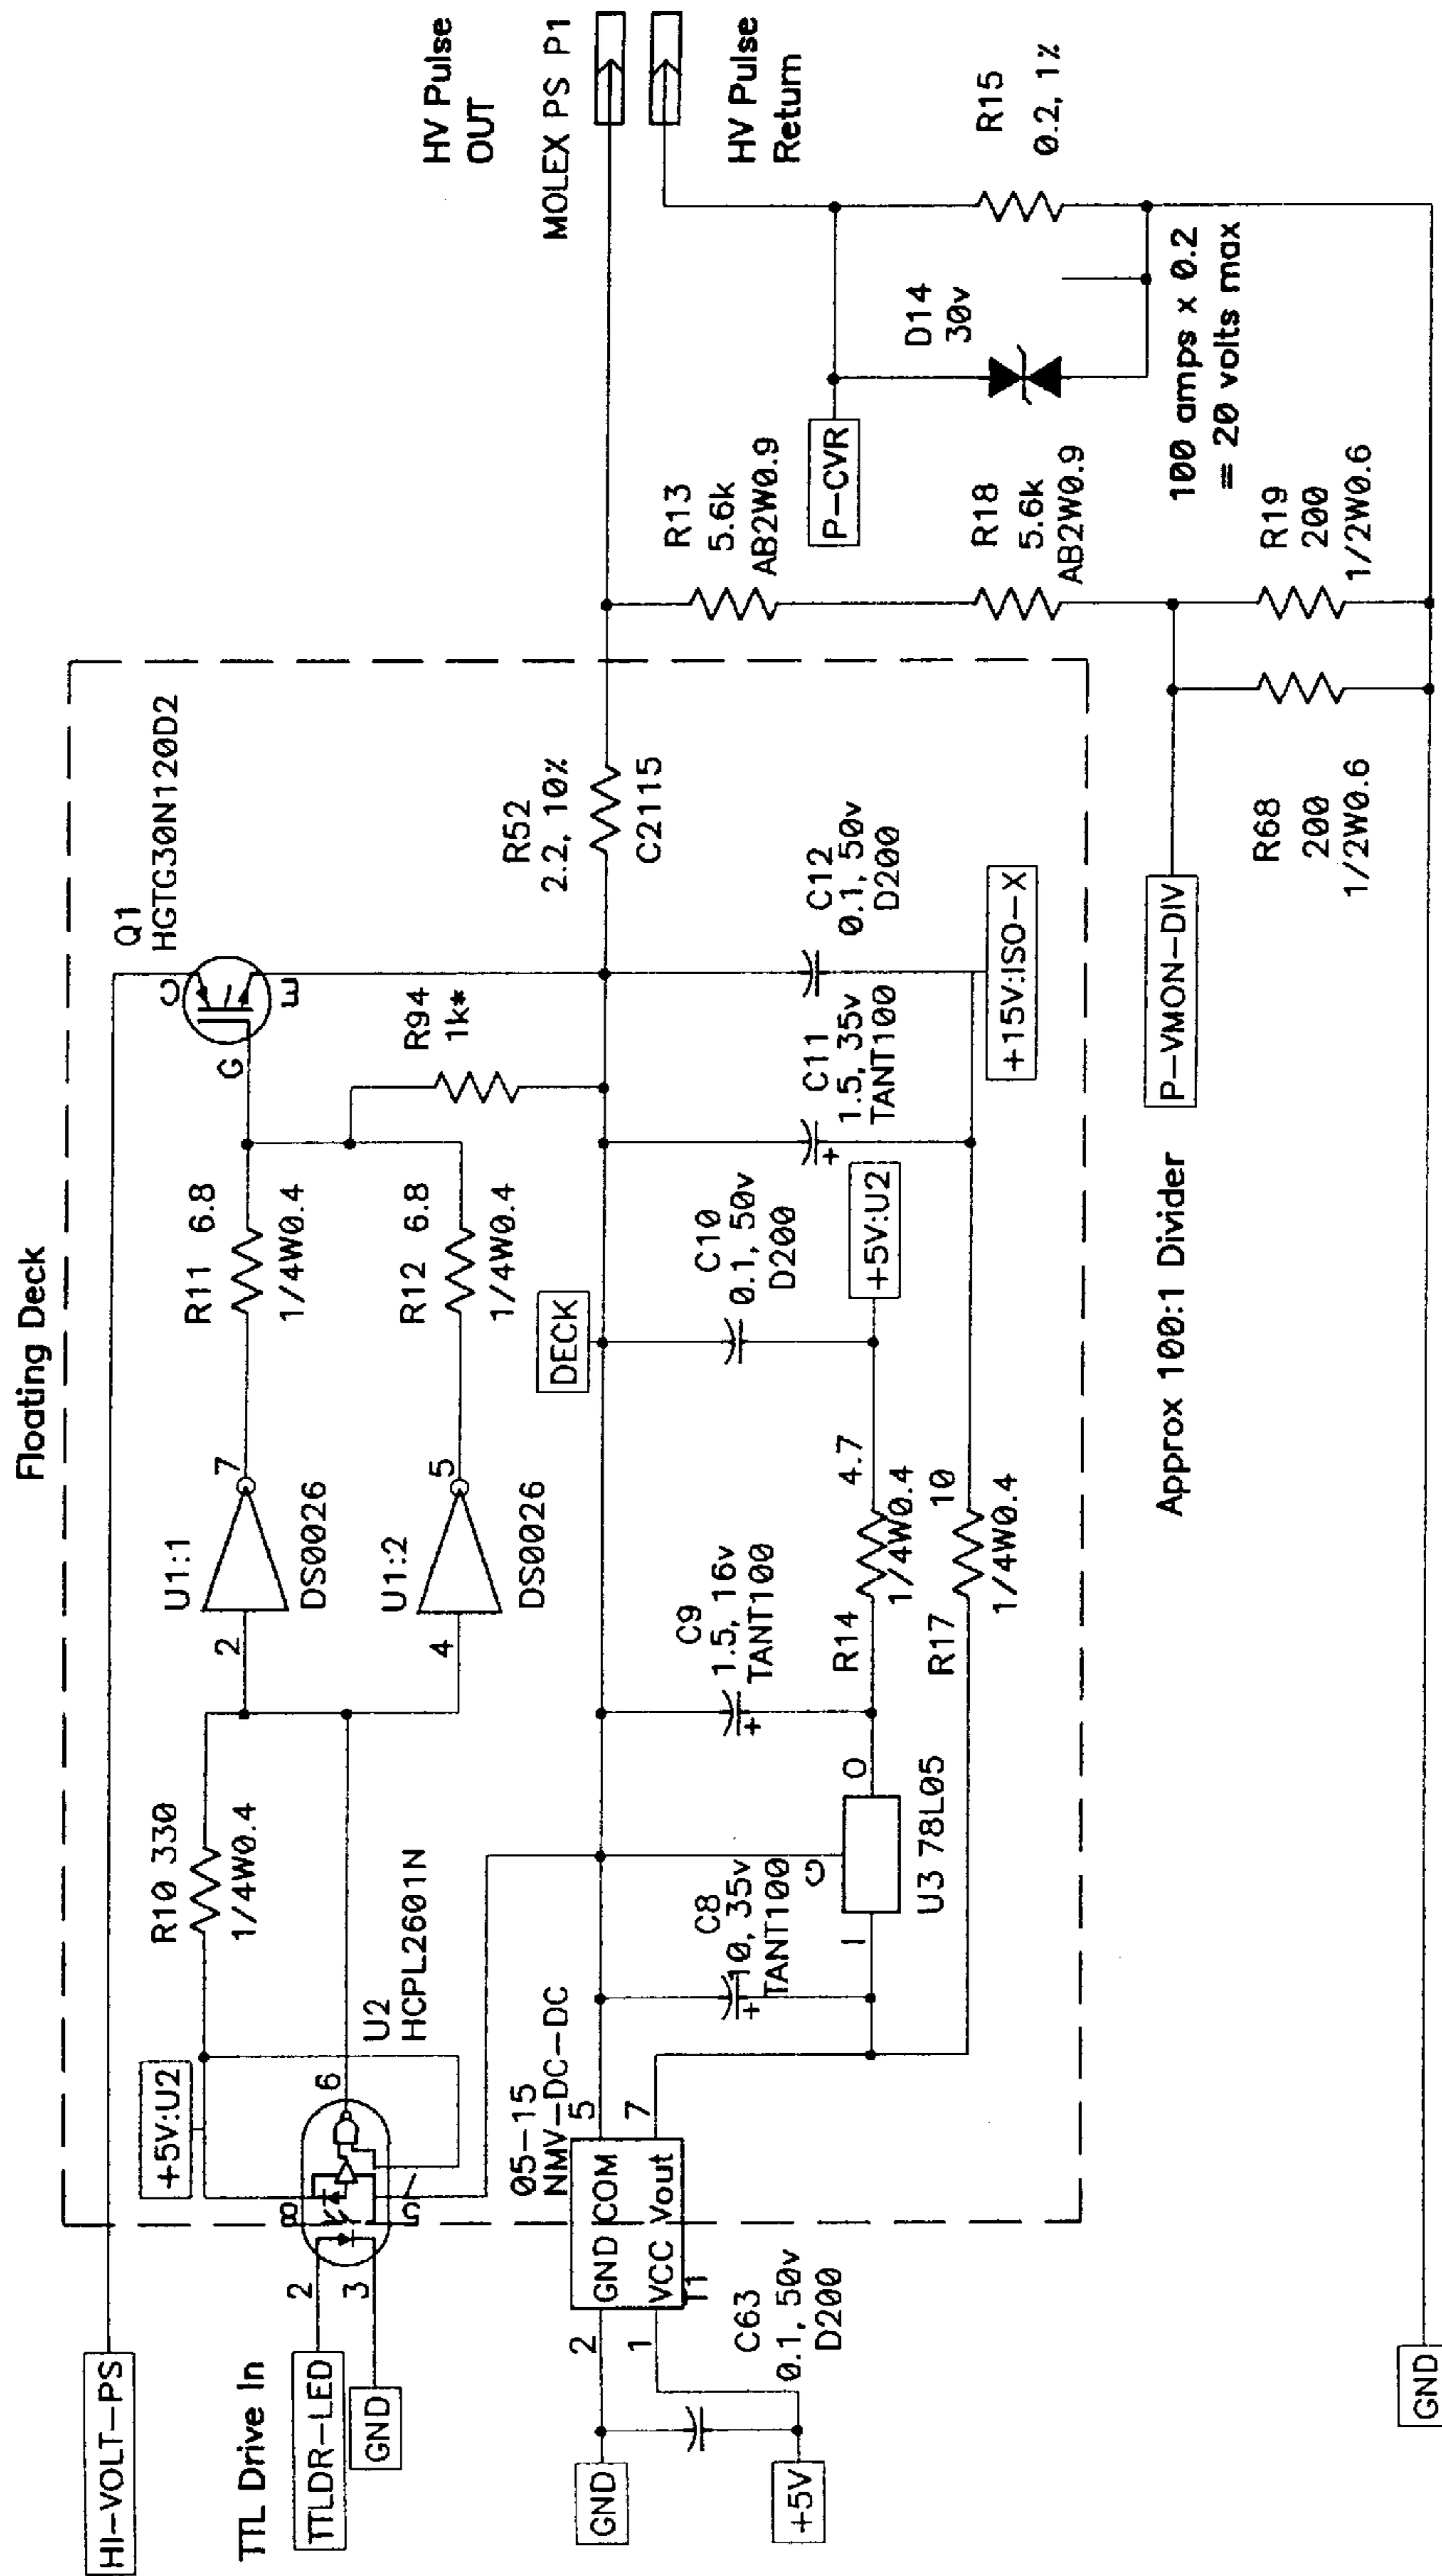 Floating Deck
HI-VOLT-PS
TTL Drive In
TTLDR-LED
GND
2
3
8
5
6
+5V:U2
U2
HCPL2601N
R10 330
1/4W0.4
2
U1:1
7
DS0026
4
U1:2
5
DS0026
R11 6.8
1/4W0.4
R12 6.8
1/4W0.4
G
C
E
Q1
HGTG30N120D2
R94
1k*
R52
2.2, 10%
C2115
HV Pulse
OUT
MOLEX PS P1
HV Pulse
Return
GND
+5V
C63
0.1, 50v
D200
2
1
GND COM
VCC Vout
T1
05-15
NMV-DC-DC
5
7
C8
10, 35v
TANT100
+
I
G
O
U3 78L05
C9
1.5, 16v
TANT100
+
R14
4.7
1/4W0.4
R17
10
1/4W0.4
DECK
C10
0.1, 50v
D200
+5V:U2
C11
1.5, 35v
TANT100
+
C12
0.1, 50v
D200
+15V:ISO-X
R13
5.6k
AB2W0.9
R18
5.6k
AB2W0.9
P-CVR
D14
30v
R15
0.2, 1%
100 amps x 0.2
= 20 volts max
Approx 100:1 Divider
P-VMON-DIV
R68
200
1/2W0.6
R19
200
1/2W0.6
GND